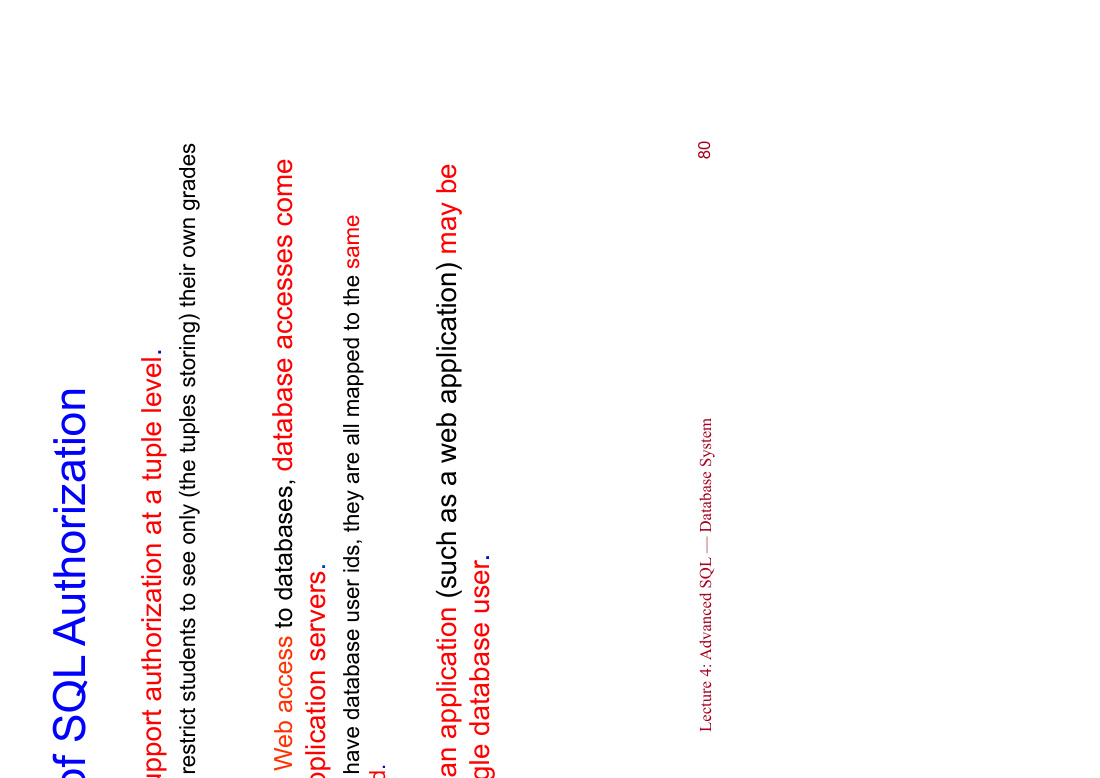 of SQL Authorization
upport authorization at a tuple level.
restrict students to see only (the tuples storing) their own grades
Web access to databases, database accesses come
pplication servers.
have database user ids, they are all mapped to the same
d.
an application (such as a web application) may be
gle database user.
Lecture 4: Advanced SQL — Database System
80